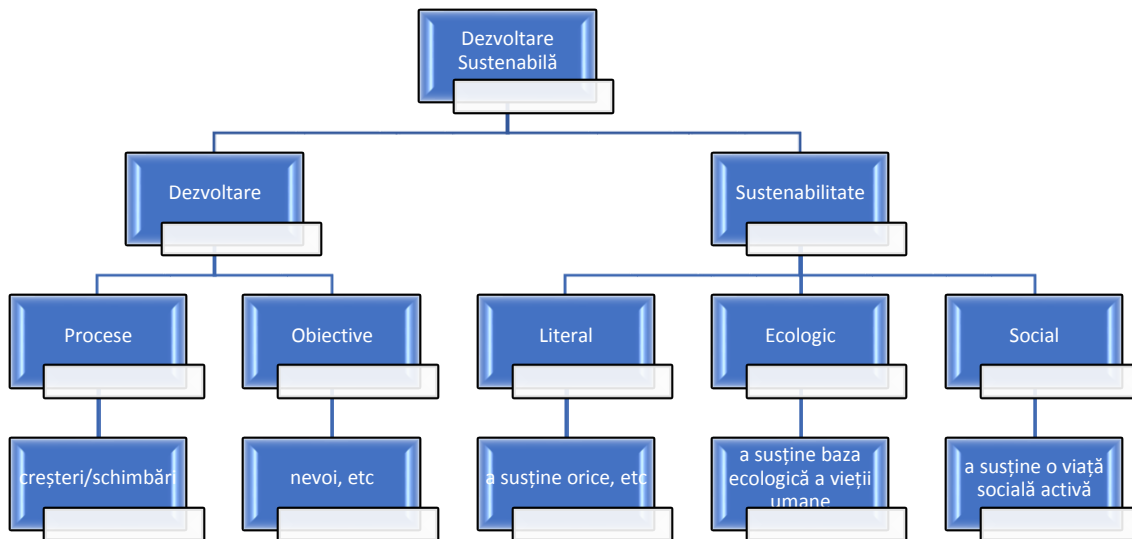 Dezvoltare
Sustenabilă
Dezvoltare
Sustenabilitate
Procese
Obiective
Literal
Ecologic
Social
creșteri/schimbări
nevoi, etc
a susține orice, etc
a susține baza
ecologică a vieții
umane
a susține o viață
socială activă